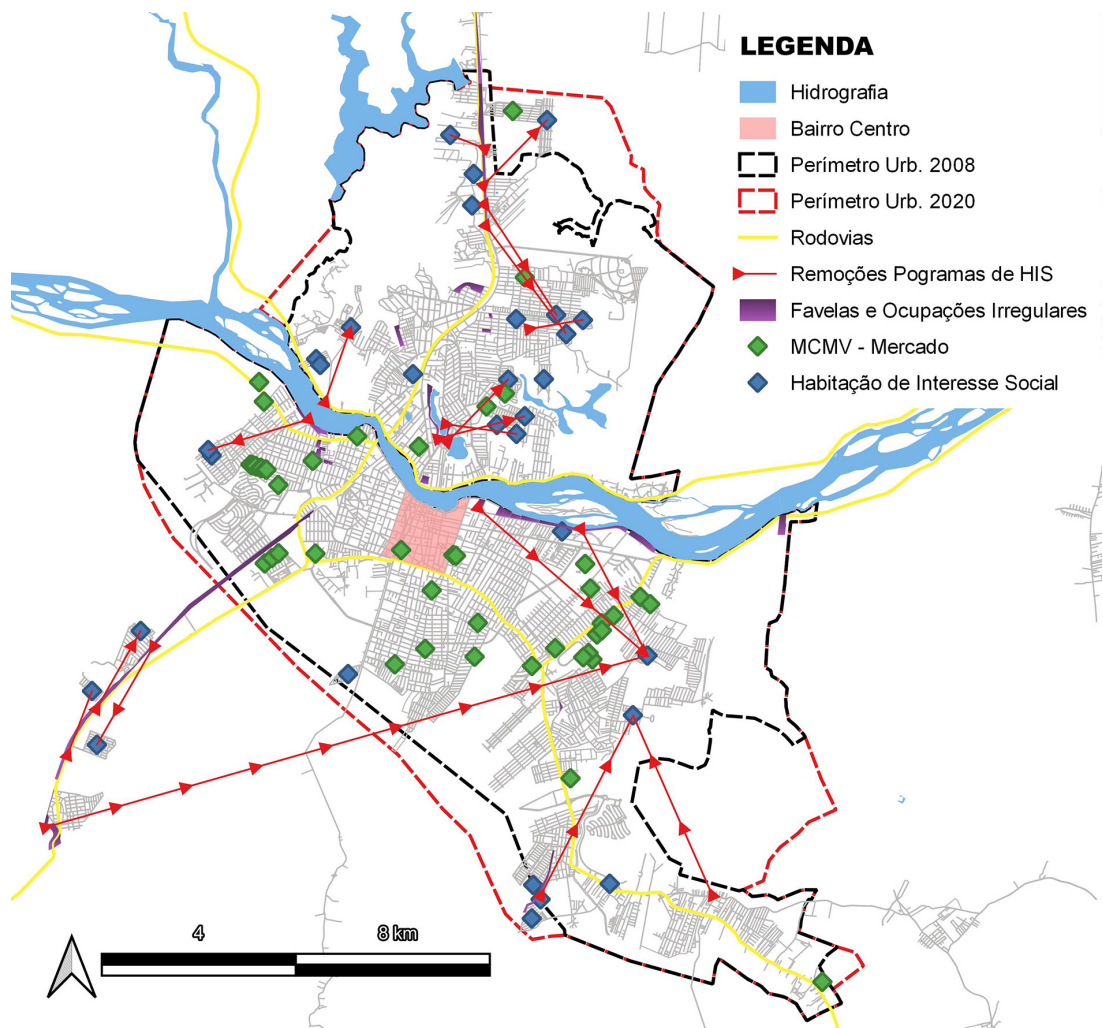 LEGENDA
Hidrografia
Bairro Centro
Perímetro Urb. 2008
Perímetro Urb. 2020
Rodovias
Remoções Pogramas de HIS
Favelas e Ocupações Irregulares
MCMV - Mercado
Habitação de Interesse Social
4 8 km